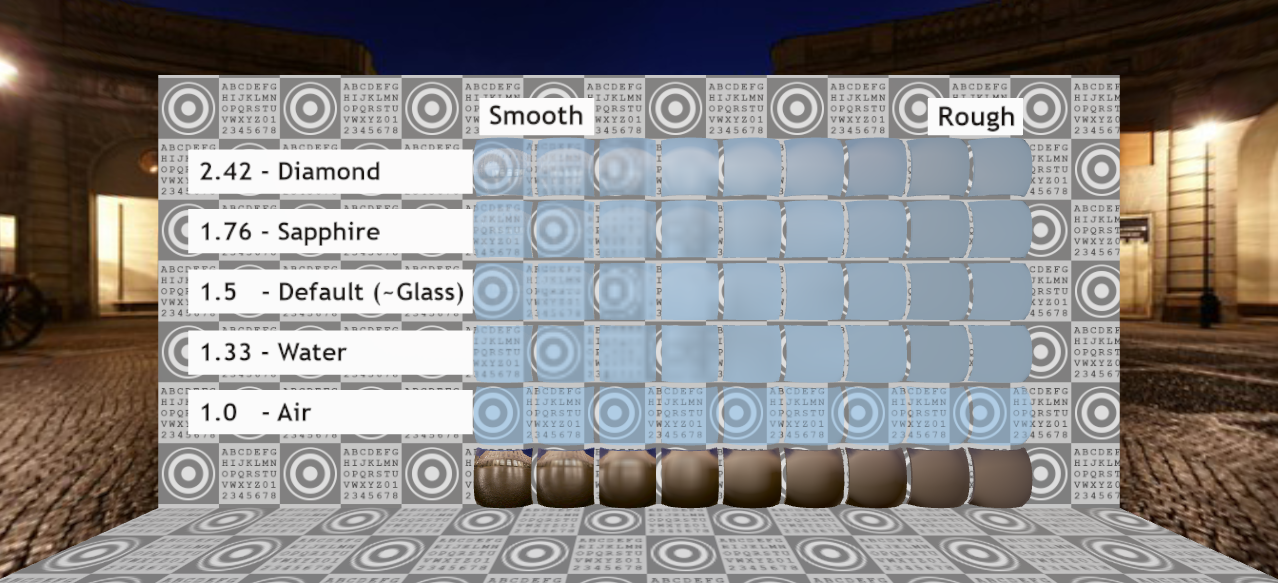 ABCDEFG
HIJKLMN
OPQRSTU
VWXYZ01
2345678
Smooth
Rough
2.42 - Diamond
1.76 - Sapphire
1.5 - Default (~Glass)
1.33 - Water
1.0 - Air